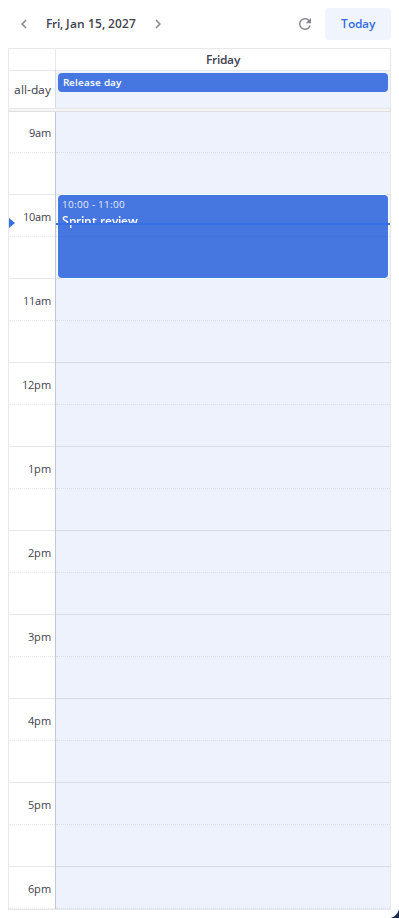 Fri, Jan 15, 2027
Today
Friday
all-day
Release day
9am
10am
10:00 - 11:00
Sprint review
11am
12pm
1pm
2pm
3pm
4pm
5pm
6pm